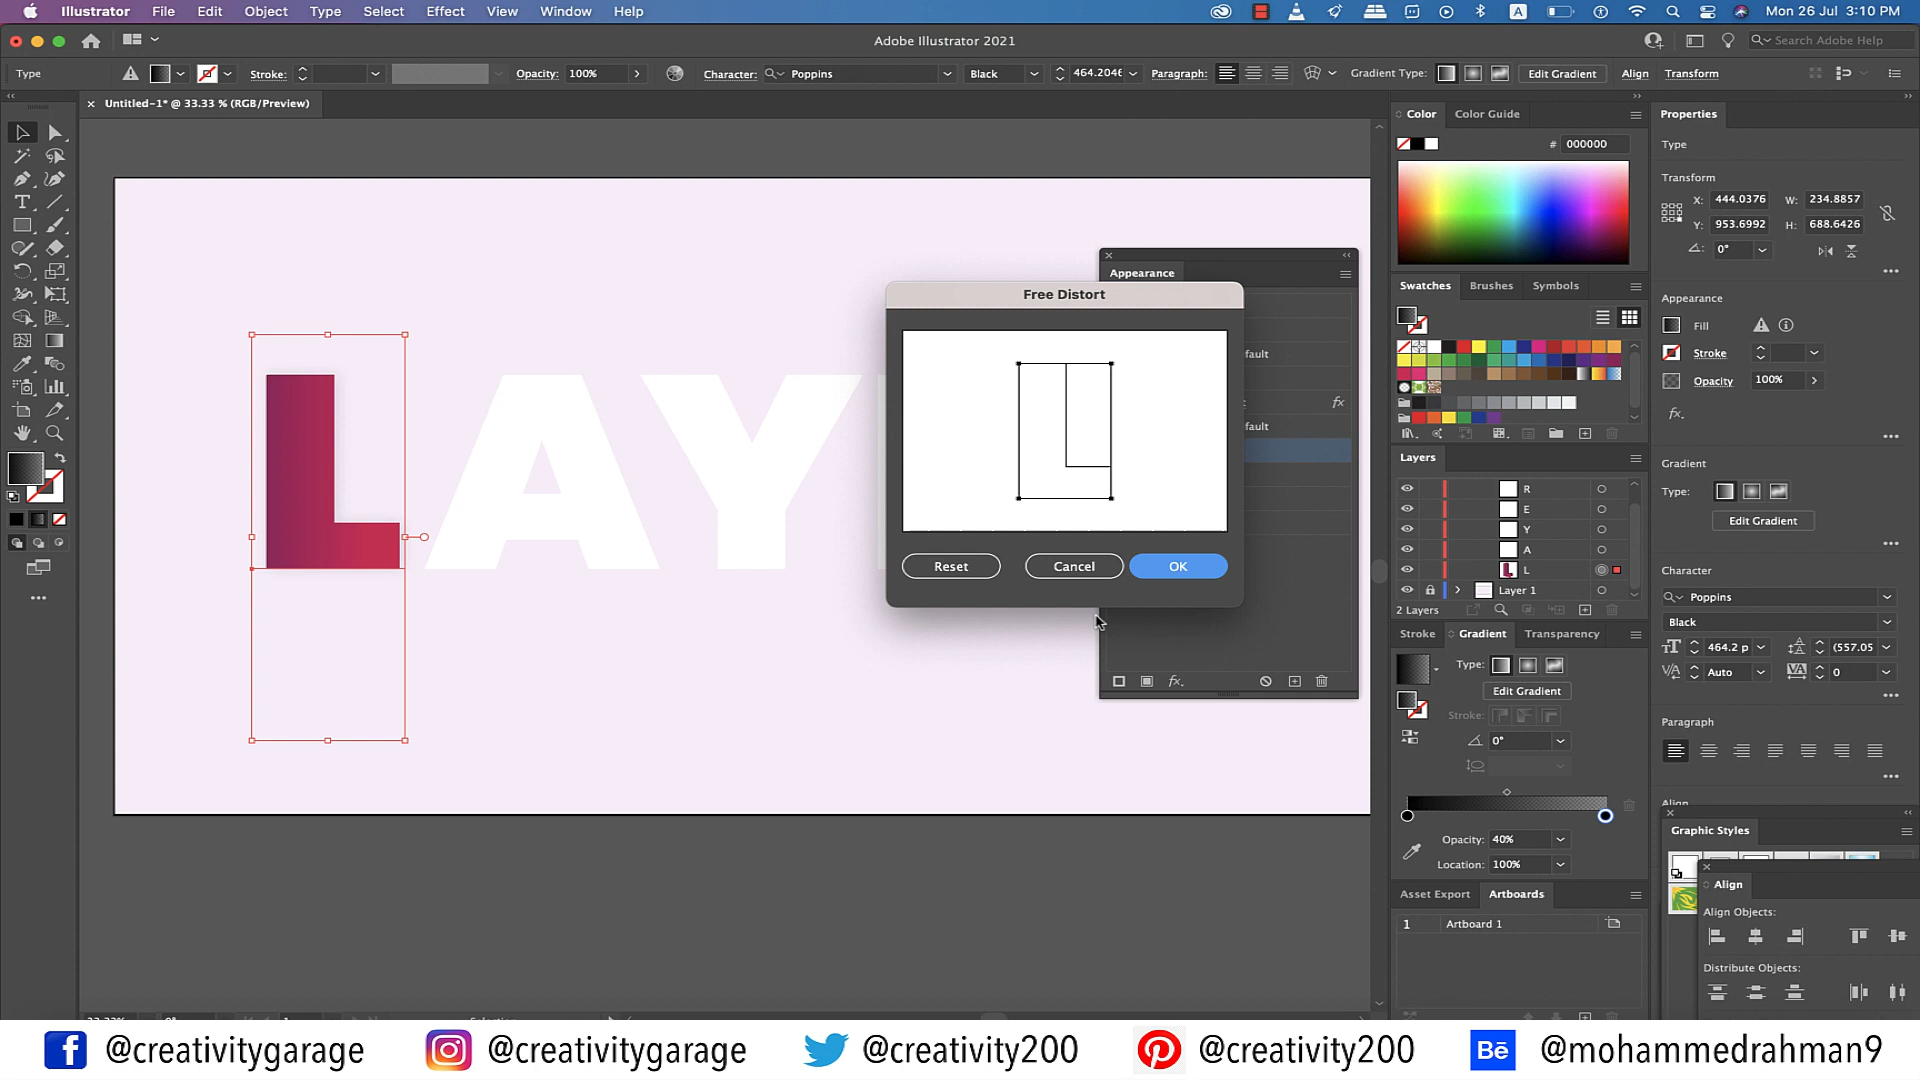 Illustrator File Edit Object Type Select Effect View Window Help A Mon 26 Jul 3:10 PM
Adobe Illustrator 2021
Search Adobe Help
Type Stroke: Opacity: 100% Character: Poppins Black 464.2046 Paragraph: Gradient Type: Edit Gradient Align Transform
Untitled-1* @ 33.33 % (RGB/Preview)
LAY
Appearance
Free Distort
fault
fx
fault
Reset Cancel OK
fx.
Color Color Guide
# 000000
Swatches Brushes Symbols
Layers
R
E
Y
A
L
Layer 1
2 Layers
Stroke Gradient Transparency
Type:
Edit Gradient
Stroke:
0°
Opacity: 40%
Location: 100%
Asset Export Artboards
1 Artboard 1
Properties
Type
Transform
X: 444.0376 W: 234.8857
Y: 953.6992 H: 688.6426
0°
Appearance
Fill
Stroke
Opacity 100%
fx.
Gradient
Type:
Edit Gradient
Character
Poppins
Black
464.2 p (557.05
Auto 0
Paragraph
Align
Graphic Styles
Align
Align Objects:
Distribute Objects:
@creativitygarage @creativitygarage @creativity200 @creativity200 Bē @mohammedrahman9